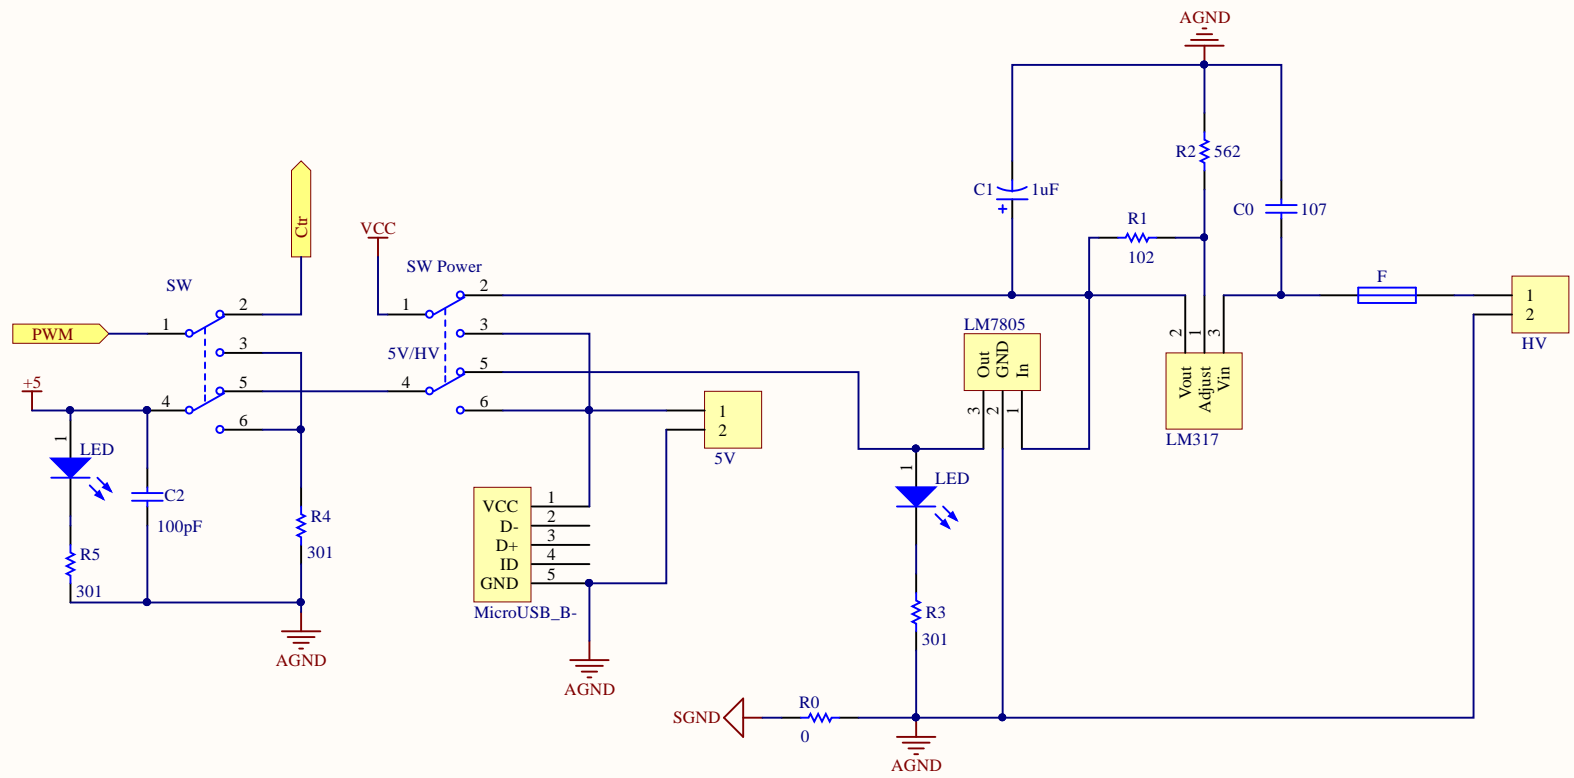 AGND
C1
1uF
R2
562
C0
107
R1
102
Ctr
VCC
SW Power
SW
PWM
1
2
3
5
4
6
1
2
3
5V/HV
5
4
6
+5
1
LED
C2
100pF
R5
301
R4
301
AGND
1
2
5V
VCC
D-
D+
ID
GND
1
2
3
4
5
MicroUSB_B-
AGND
LM7805
Out
GND
In
3
2
1
2
1
3
Vout
Adjust
Vin
LM317
F
1
2
HV
1
LED
R3
301
SGND
R0
0
AGND